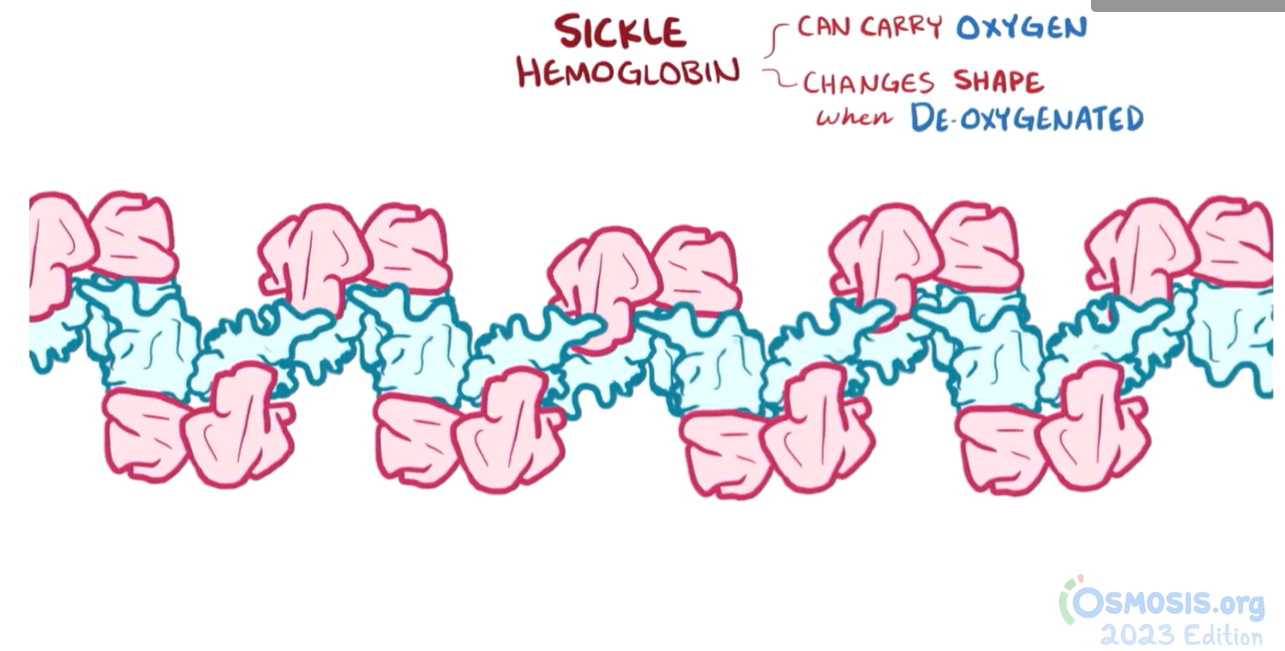 SICKLE
HEMOGLOBIN
CAN CARRY OXYGEN
CHANGES SHAPE
when DE-OXYGENATED
OSMOSIS.org
2023 Edition